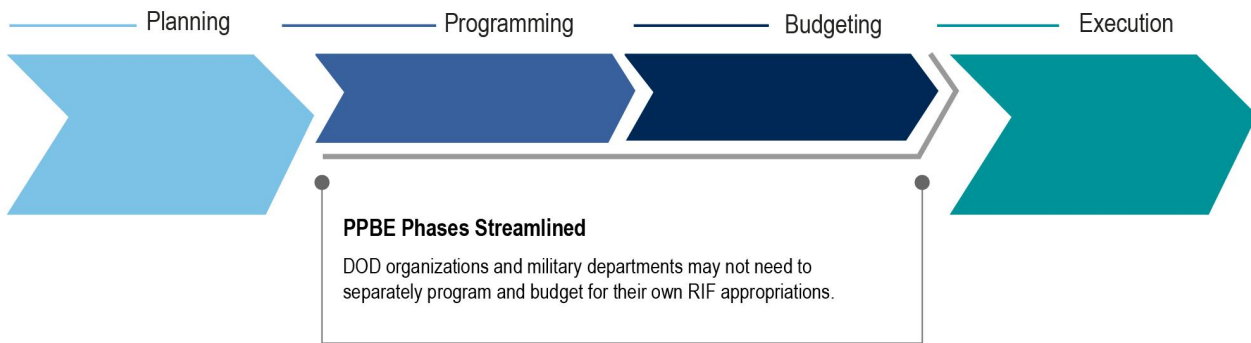 Planning
Programming
Budgeting
Execution
PPBE Phases Streamlined
DOD organizations and military departments may not need to
separately program and budget for their own RIF appropriations.